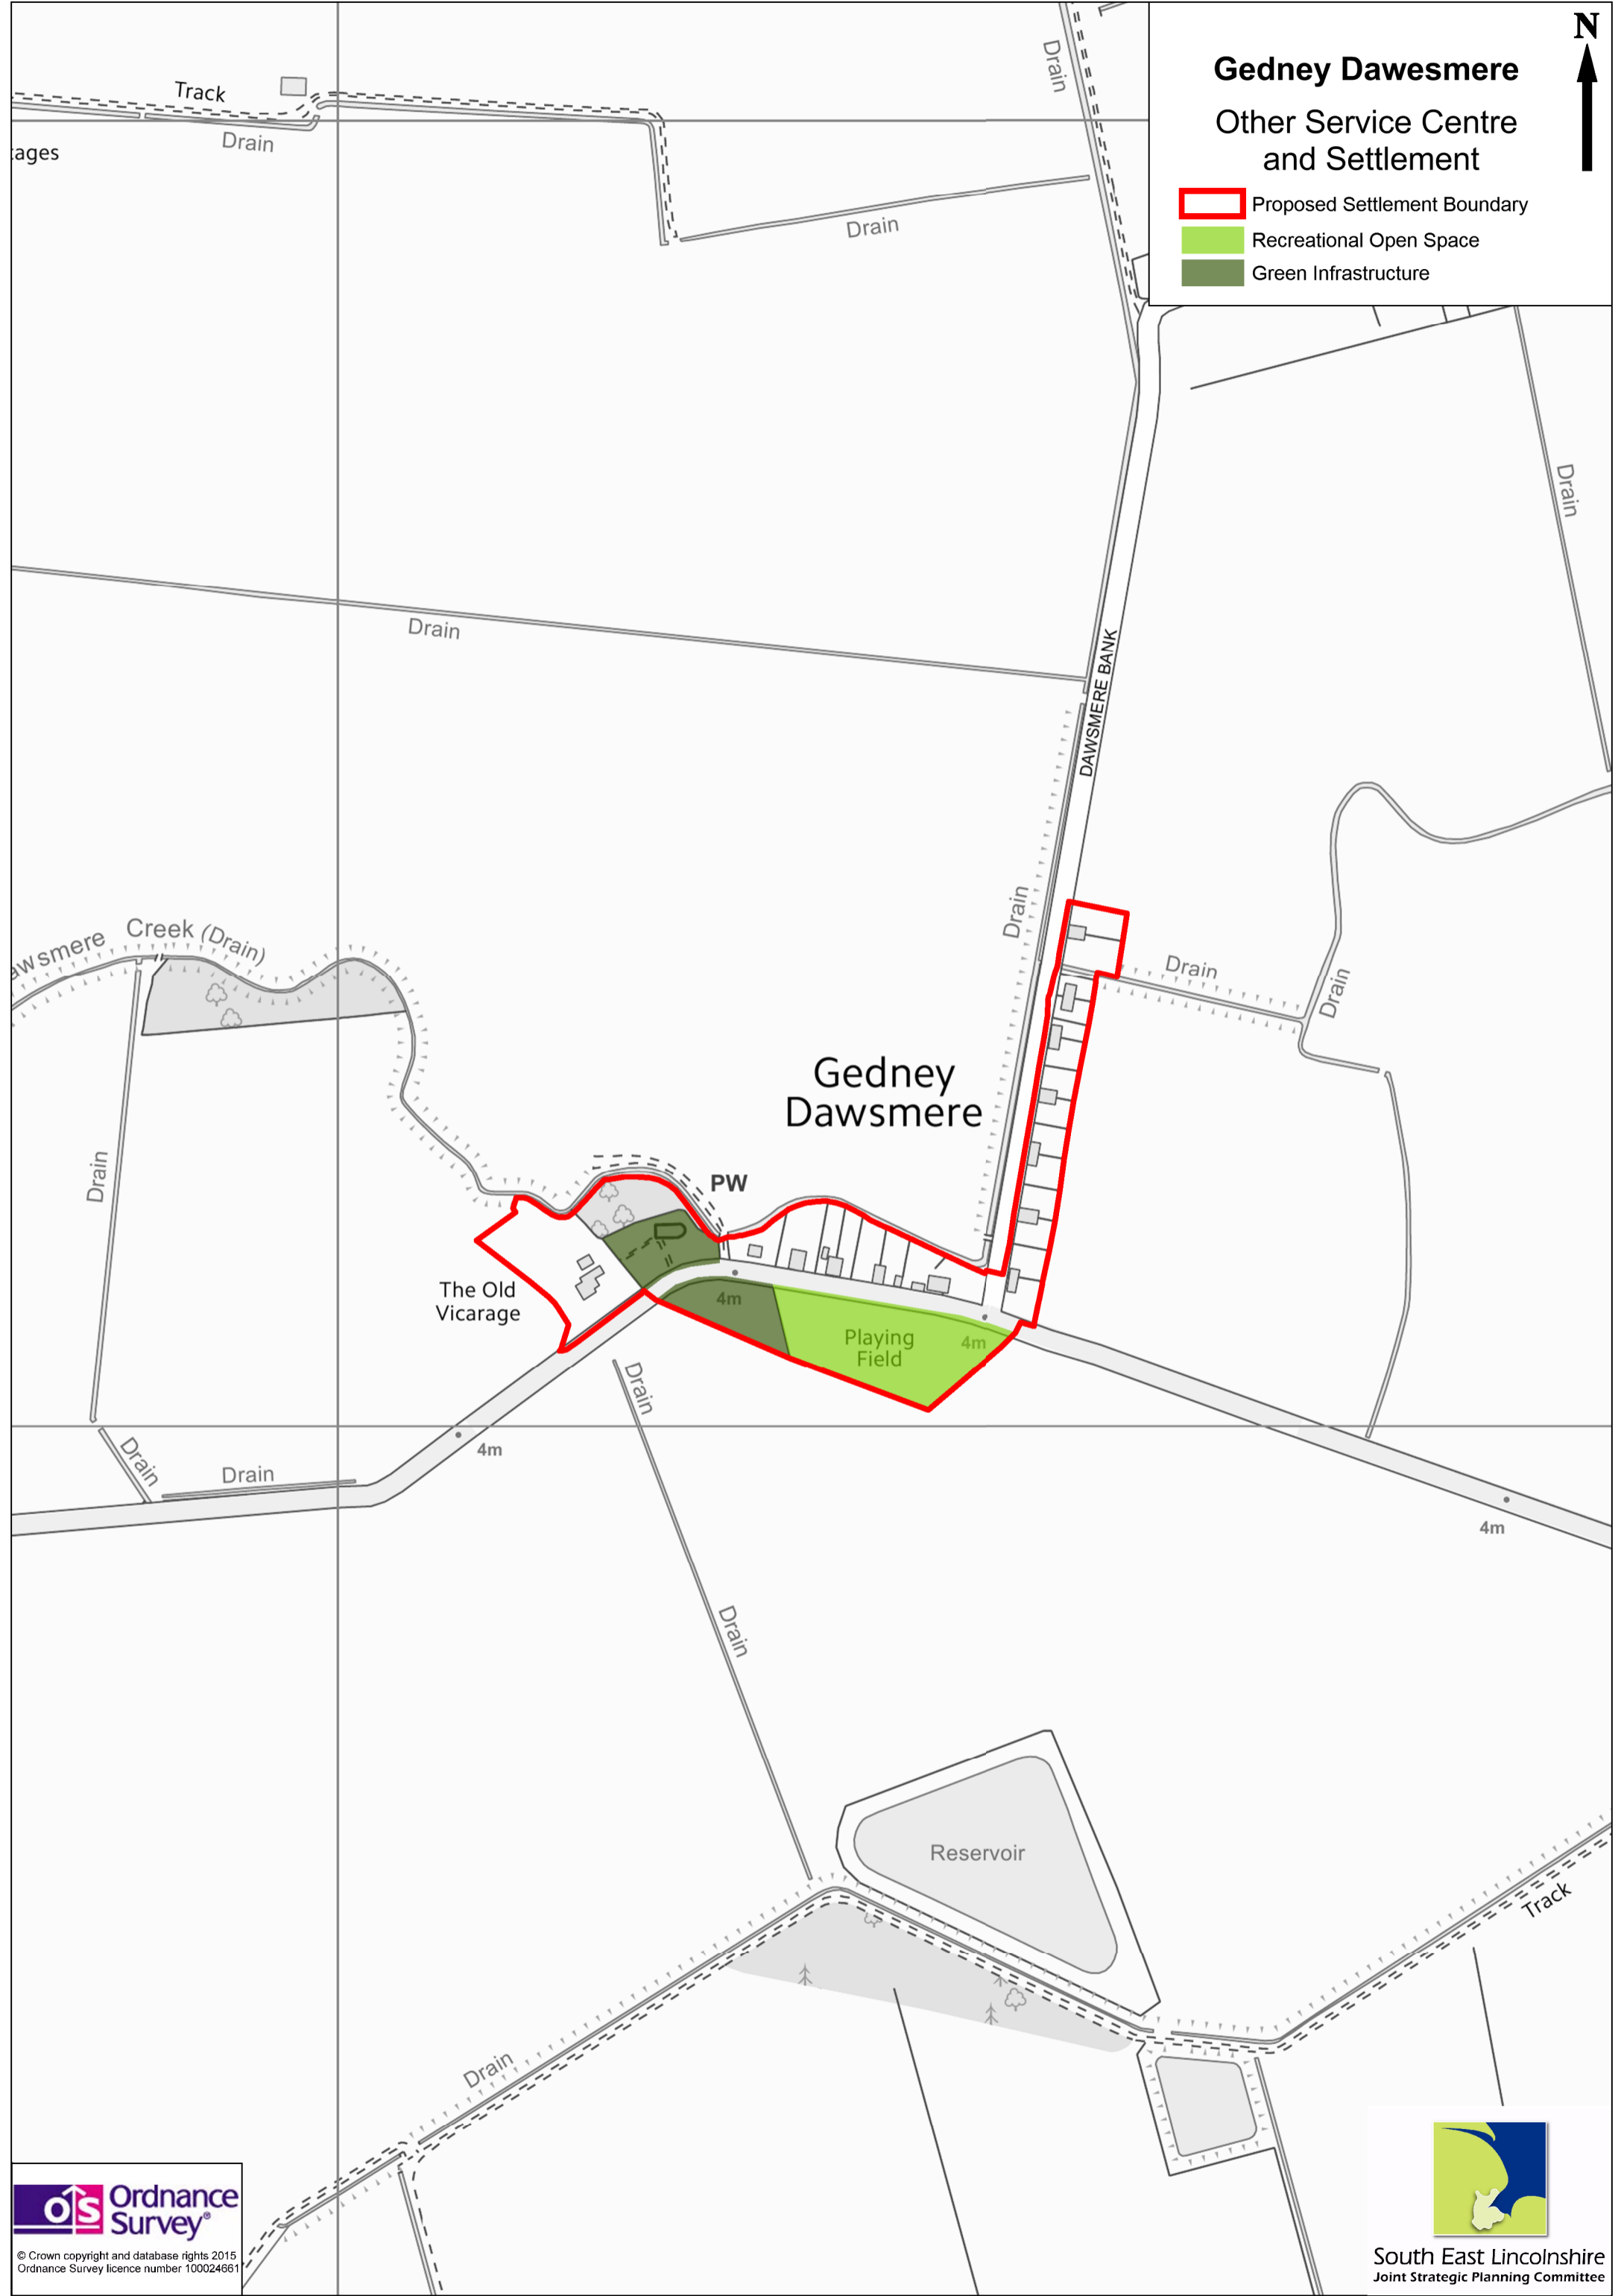 N
Gedney Dawesmere
Other Service Centre
and Settlement
Proposed Settlement Boundary
Recreational Open Space
Green Infrastructure
Track
Drain
Drain
Drain
Drain
Drain
DAWSMERE BANK
Drain
Creek (Drain)
Drain
Drain
Gedney
Dawsmere
Drain
PW
The Old
Vicarage
4m
Playing
Field
4m
Drain
4m
Drain
Drain
4m
Drain
Reservoir
Track
Drain
Ordnance
Survey®
© Crown copyright and database rights 2015
Ordnance Survey licence number 100024661
South East Lincolnshire
Joint Strategic Planning Committee